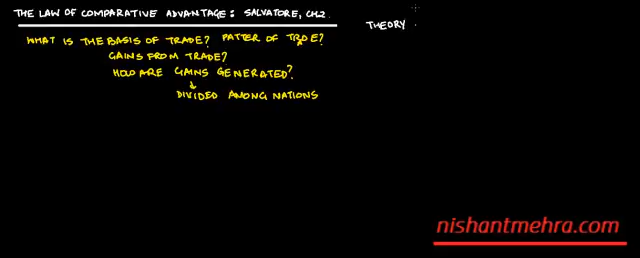 THE LAW OF COMPARATIVE ADVANTAGE: SALVATORE, CH2.
THEORY
WHAT IS THE BASIS OF TRADE? PATTER OF TRADE?
GAINS FROM TRADE?
HOW ARE GAINS GENERATED?
DIVIDED AMONG NATIONS
nishantmehra.com